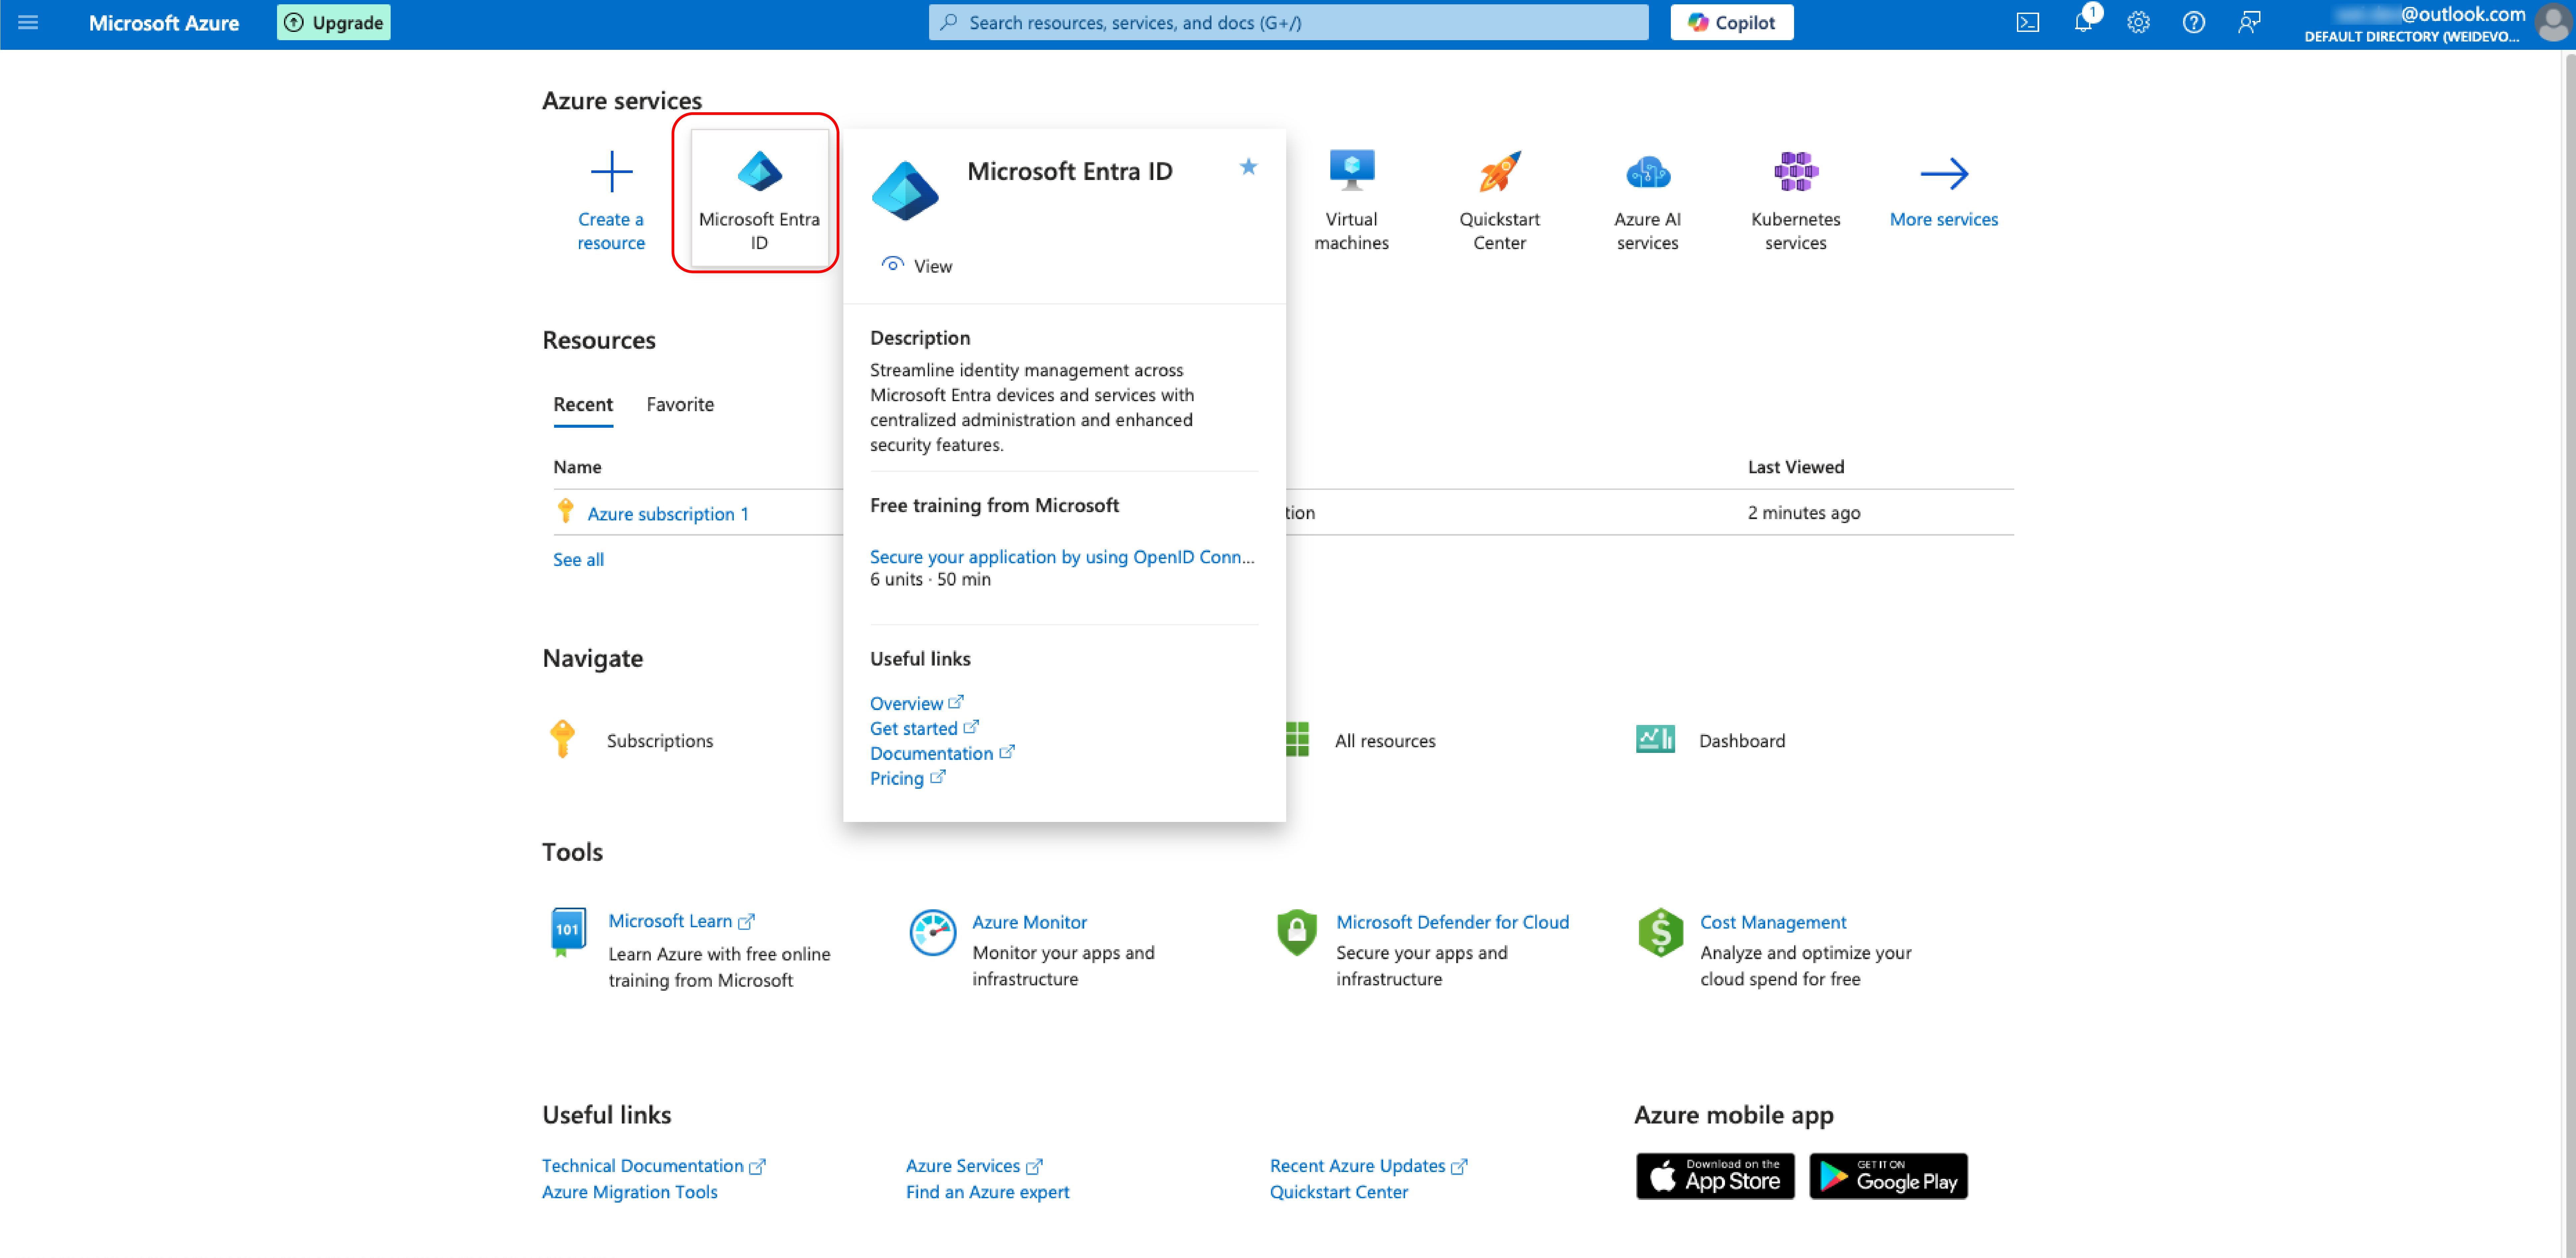 Microsoft Azure
Upgrade
Search resources, services, and docs (G+/)
Copilot
1
@outlook.com
DEFAULT DIRECTORY (WEIDEVO...
Azure services
Create a
resource
Microsoft Entra
ID
Microsoft Entra ID
View
Virtual
machines
Quickstart
Center
Azure AI
services
Kubernetes
services
More services
Description
Streamline identity management across
Microsoft Entra devices and services with
centralized administration and enhanced
security features.
Free training from Microsoft
Secure your application by using OpenID Conn...
6 units · 50 min
Useful links
Overview
Get started
Documentation
Pricing
Resources
Recent
Favorite
Name
Last Viewed
Azure subscription 1
tion
2 minutes ago
See all
Navigate
Subscriptions
All resources
Dashboard
Tools
101
Microsoft Learn
Learn Azure with free online
training from Microsoft
Azure Monitor
Monitor your apps and
infrastructure
Microsoft Defender for Cloud
Secure your apps and
infrastructure
Cost Management
Analyze and optimize your
cloud spend for free
Useful links
Technical Documentation
Azure Migration Tools
Azure Services
Find an Azure expert
Recent Azure Updates
Quickstart Center
Azure mobile app
Download on the
App Store
GET IT ON
Google Play